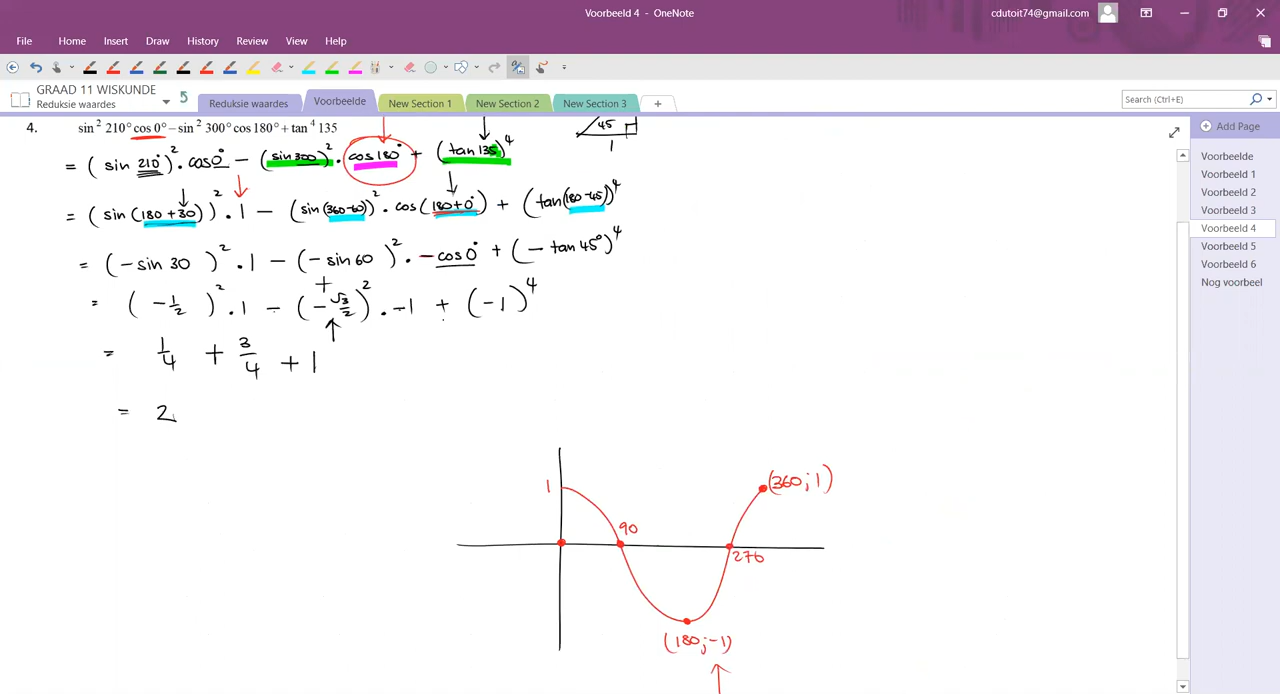 Voorbeeld 4 - OneNote
cdutoit74@gmail.com
File Home Insert Draw History Review View Help
GRAAD 11 WISKUNDE
Reduksie waardes
Reduksie waardes Voorbeelde New Section 1 New Section 2 New Section 3 +
Search (Ctrl+E)
Add Page
Voorbeelde
Voorbeeld 1
Voorbeeld 2
Voorbeeld 3
Voorbeeld 4
Voorbeeld 5
Voorbeeld 6
Nog voorbeel
4. sin² 210° cos 0° – sin² 300° cos 180° + tan⁴ 135
45
1
= (sin 210°)² . cos 0° – (sin 300)² . cos 180° + (tan 135)⁴
= (sin (180 + 30))² . 1 – (sin (360-60))² . cos (180+0°) + (tan (180-45))⁴
= (– sin 30)² . 1 – (– sin 60)² . – cos 0° + (– tan 45°)⁴
= (– 1/2)² . 1 – (– √3/2)² . – 1 + (– 1)⁴
+
= 1/4 + 3/4 + 1
= 2
1
(360; 1)
90
270
(180; -1)